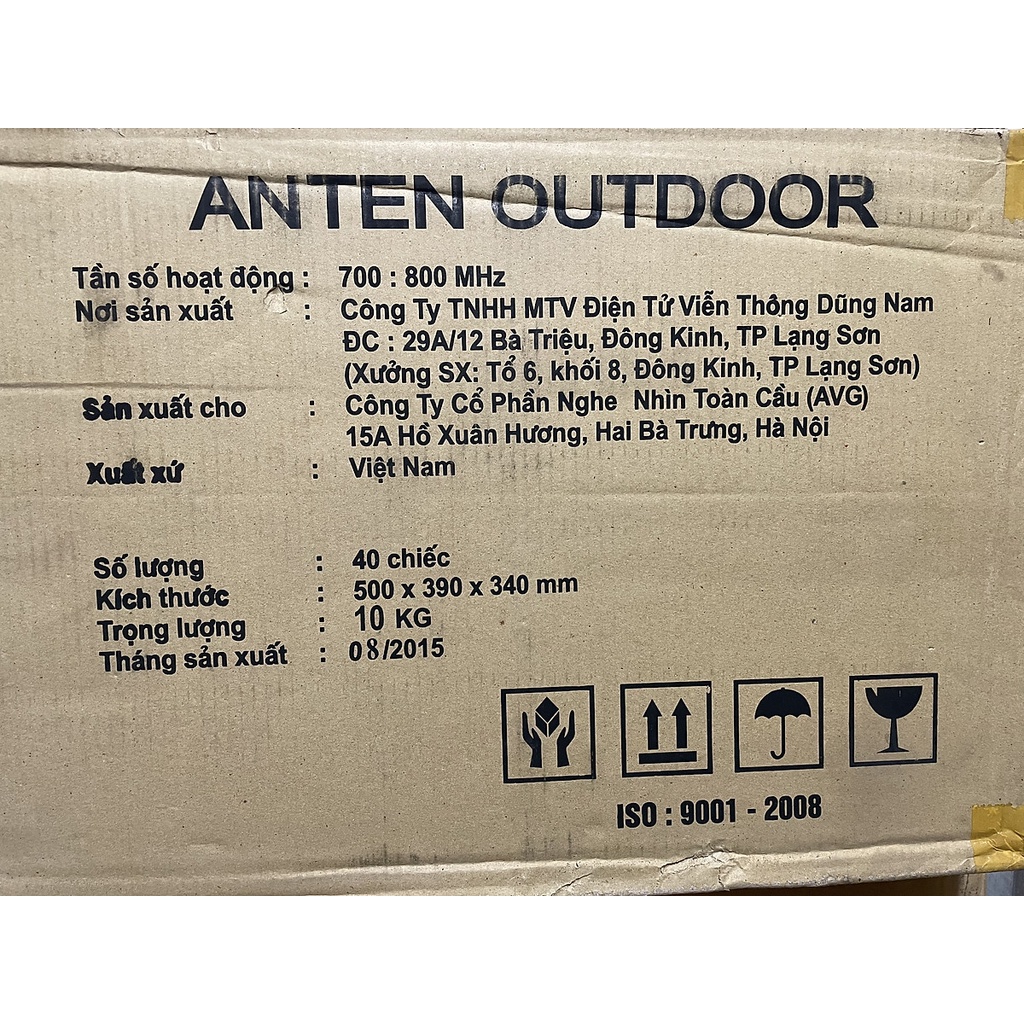 ANTEN OUTDOOR
Tần số hoạt động : 700 : 800 MHz
Nơi sản xuất : Công Ty TNHH MTV Điện Tử Viễn Thông Dũng Nam
ĐC : 29A/12 Bà Triệu, Đông Kinh, TP Lạng Sơn
(Xưởng SX: Tổ 6, khối 8, Đông Kinh, TP Lạng Sơn)
Sản xuất cho : Công Ty Cổ Phần Nghe Nhìn Toàn Cầu (AVG)
15A Hồ Xuân Hương, Hai Bà Trưng, Hà Nội
Xuất xứ : Việt Nam
Số lượng : 40 chiếc
Kích thước : 500 x 390 x 340 mm
Trọng lượng : 10 KG
Tháng sản xuất : 08/2015
ISO : 9001 - 2008